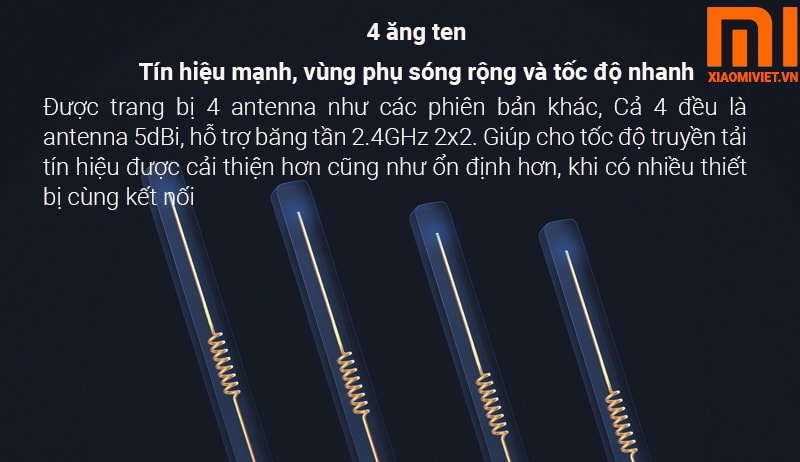 4 ăng ten
mi
XIAOMIVIET.VN
Tín hiệu mạnh, vùng phụ sóng rộng và tốc độ nhanh
Được trang bị 4 antenna như các phiên bản khác, Cả 4 đều là
antenna 5dBi, hỗ trợ băng tần 2.4GHz 2x2. Giúp cho tốc độ truyền tải
tín hiệu được cải thiện hơn cũng như ổn định hơn, khi có nhiều thiết
bị cùng kết nối